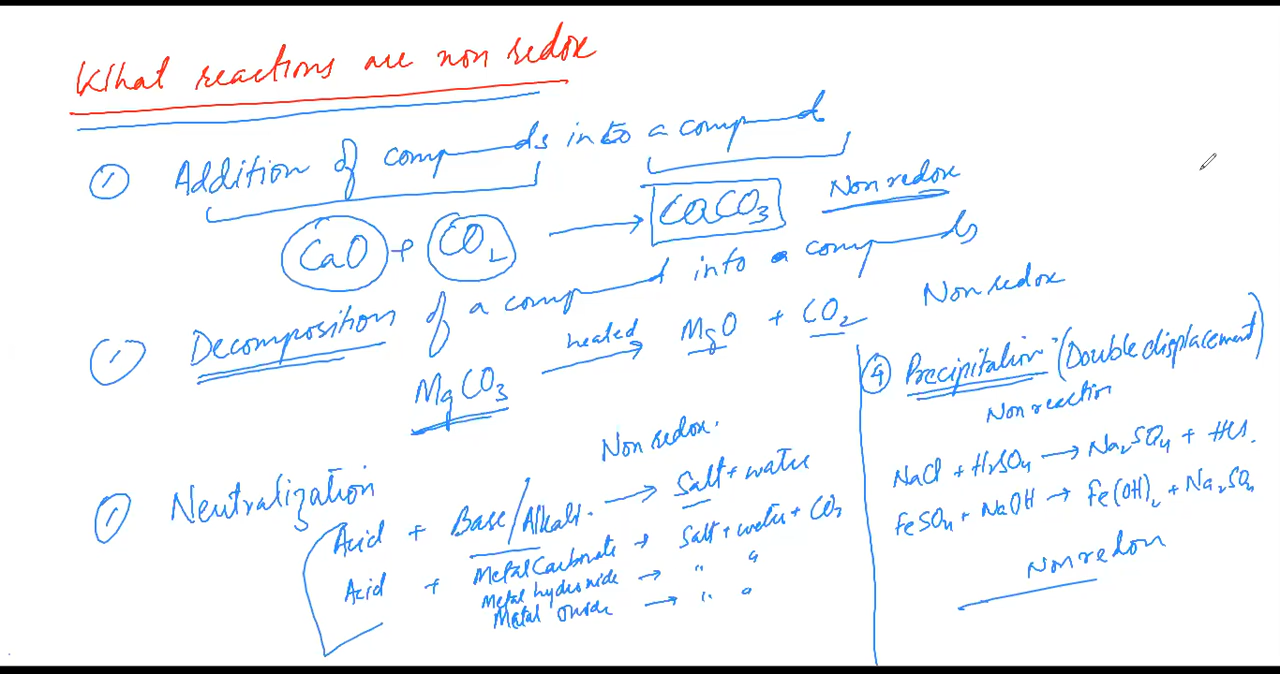 What reactions are non redox
① Addition of compounds into a compound
CaO + CO₂ → CaCO₃ Non redox
① Decomposition of a compound into a compounds
MgCO₃ heated → MgO + CO₂ Non redox
① Neutralization Non redox.
Acid + Base/Alkali. → Salt + water
Acid + Metal Carbonate → Salt + water + CO₂
Metal hydroxide → " "
Metal Oxide → " "
④ Precipitation (Double displacement)
Non reaction
NaCl + H₂SO₄ → Na₂SO₄ + HCl.
FeSO₄ + NaOH → Fe(OH)₂ + Na₂SO₄
Non redox